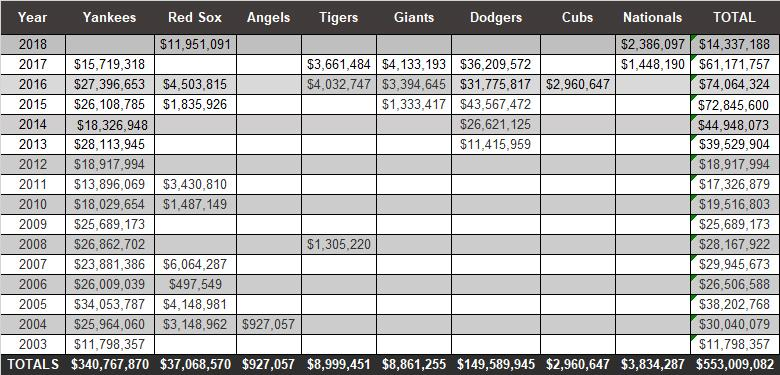 Year Yankees Red Sox Angels Tigers Giants Dodgers Cubs Nationals TOTAL
2018 $11,951,091 $2,386,097 $14,337,188
2017 $15,719,318 $3,661,484 $4,133,193 $36,209,572 $1,448,190 $61,171,757
2016 $27,396,653 $4,503,815 $4,032,747 $3,394,645 $31,775,817 $2,960,647 $74,064,324
2015 $26,108,785 $1,835,926 $1,333,417 $43,567,472 $72,845,600
2014 $18,326,948 $26,621,125 $44,948,073
2013 $28,113,945 $11,415,959 $39,529,904
2012 $18,917,994 $18,917,994
2011 $13,896,069 $3,430,810 $17,326,879
2010 $18,029,654 $1,487,149 $19,516,803
2009 $25,689,173 $25,689,173
2008 $26,862,702 $1,305,220 $28,167,922
2007 $23,881,386 $6,064,287 $29,945,673
2006 $26,009,039 $497,549 $26,506,588
2005 $34,053,787 $4,148,981 $38,202,768
2004 $25,964,060 $3,148,962 $927,057 $30,040,079
2003 $11,798,357 $11,798,357
TOTALS $340,767,870 $37,068,570 $927,057 $8,999,451 $8,861,255 $149,589,945 $2,960,647 $3,834,287 $553,009,082